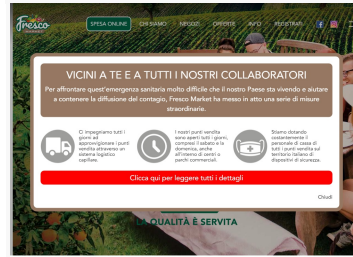 Fresco
MARKET
SPESA ONLINE
CHI SIAMO
NEGOZI
OFFERTE
INFO
REGISTRATI
VICINI A TE E A TUTTI I NOSTRI COLLABORATORI
Per affrontare quest'emergenza sanitaria molto difficile che il nostro Paese sta vivendo e aiutare
a contenere la diffusione del contagio, Fresco Market ha messo in atto una serie di misure
straordinarie.
Ci impegniamo tutti i
giorni ad
approvvigionare i punti
vendita attraverso un
sistema logistico
capillare.
I nostri punti vendita
sono aperti tutti i giorni,
compresi il sabato e la
domenica, anche
all'interno di centri o
parchi commerciali.
Stiamo dotando
costantemente il
personale di cassa di
tutti i punti vendita sul
territorio italiano di
dispositivi di sicurezza.
Clicca qui per leggere tutti i dettagli
Chiudi
LA QUALITÀ È SERVITA